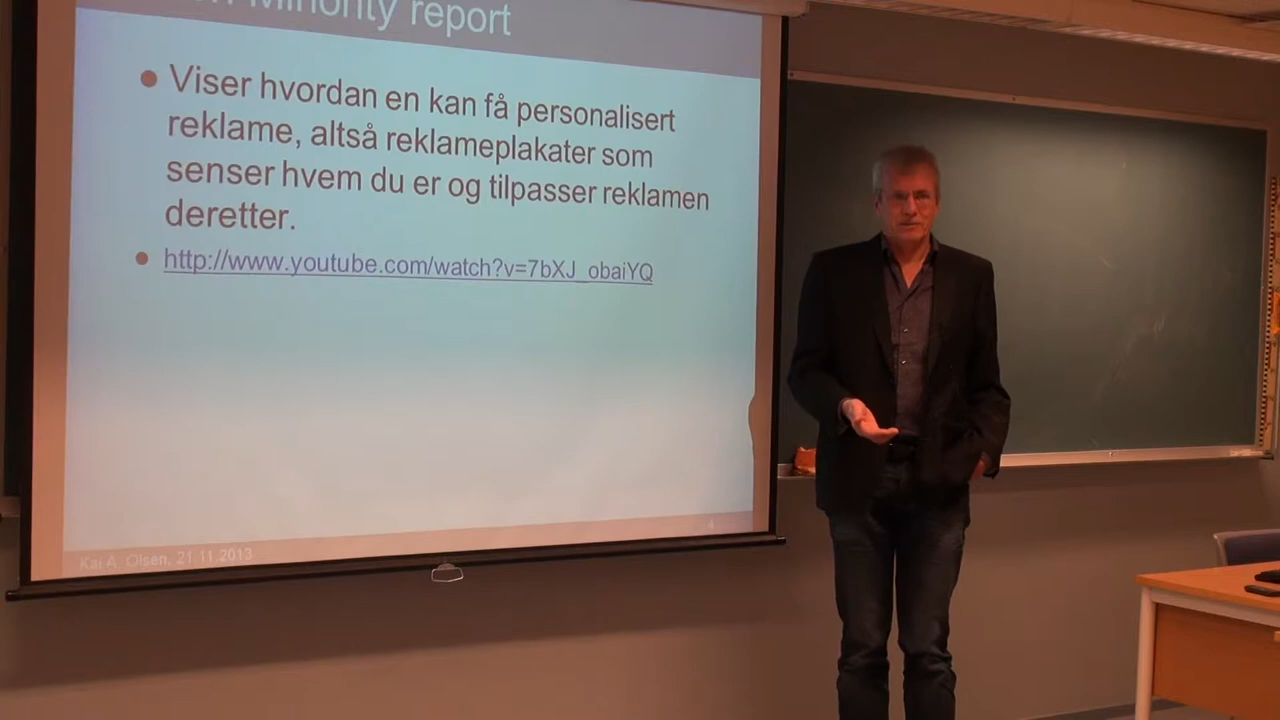 Minority report
Viser hvordan en kan få personalisert
reklame, altså reklameplakater som
senser hvem du er og tilpasser reklamen
deretter.
http://www.youtube.com/watch?v=7bXJ_obaiYQ
4
Kai A. Olsen, 21.11.2013